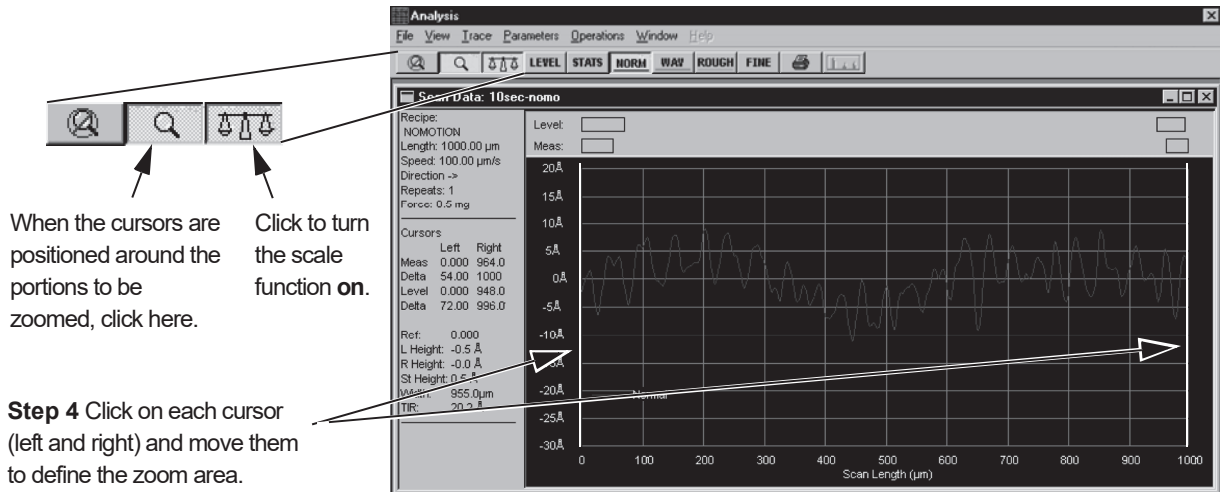 Analysis
File View Trace Parameters Operations Window Help
LEVEL STATS NORM WAV ROUGH FINE
Scan Data: 10sec-nomo
Recipe:
NOMOTION
Length: 1000.00 µm
Speed: 100.00 µm/s
Direction ->
Repeats: 1
Force: 0.5 mg
Cursors
Left Right
Meas 0.000 964.0
Delta 54.00 1000
Level 0.000 948.0
Delta 72.00 996.0
Ref: 0.000
L Height: -0.5 Å
R Height: -0.0 Å
St Height: 0.5 Å
Width: 955.0µm
TIR: 20.2 Å
Level:
Meas:
20Å
15Å
10Å
5Å
0Å
-5Å
-10Å
-20Å
-25Å
-30Å
Normal
0 100 200 300 400 500 600 700 800 900 1000
Scan Length (µm)
When the cursors are
positioned around the
portions to be
zoomed, click here.
Click to turn
the scale
function on.
Step 4 Click on each cursor
(left and right) and move them
to define the zoom area.